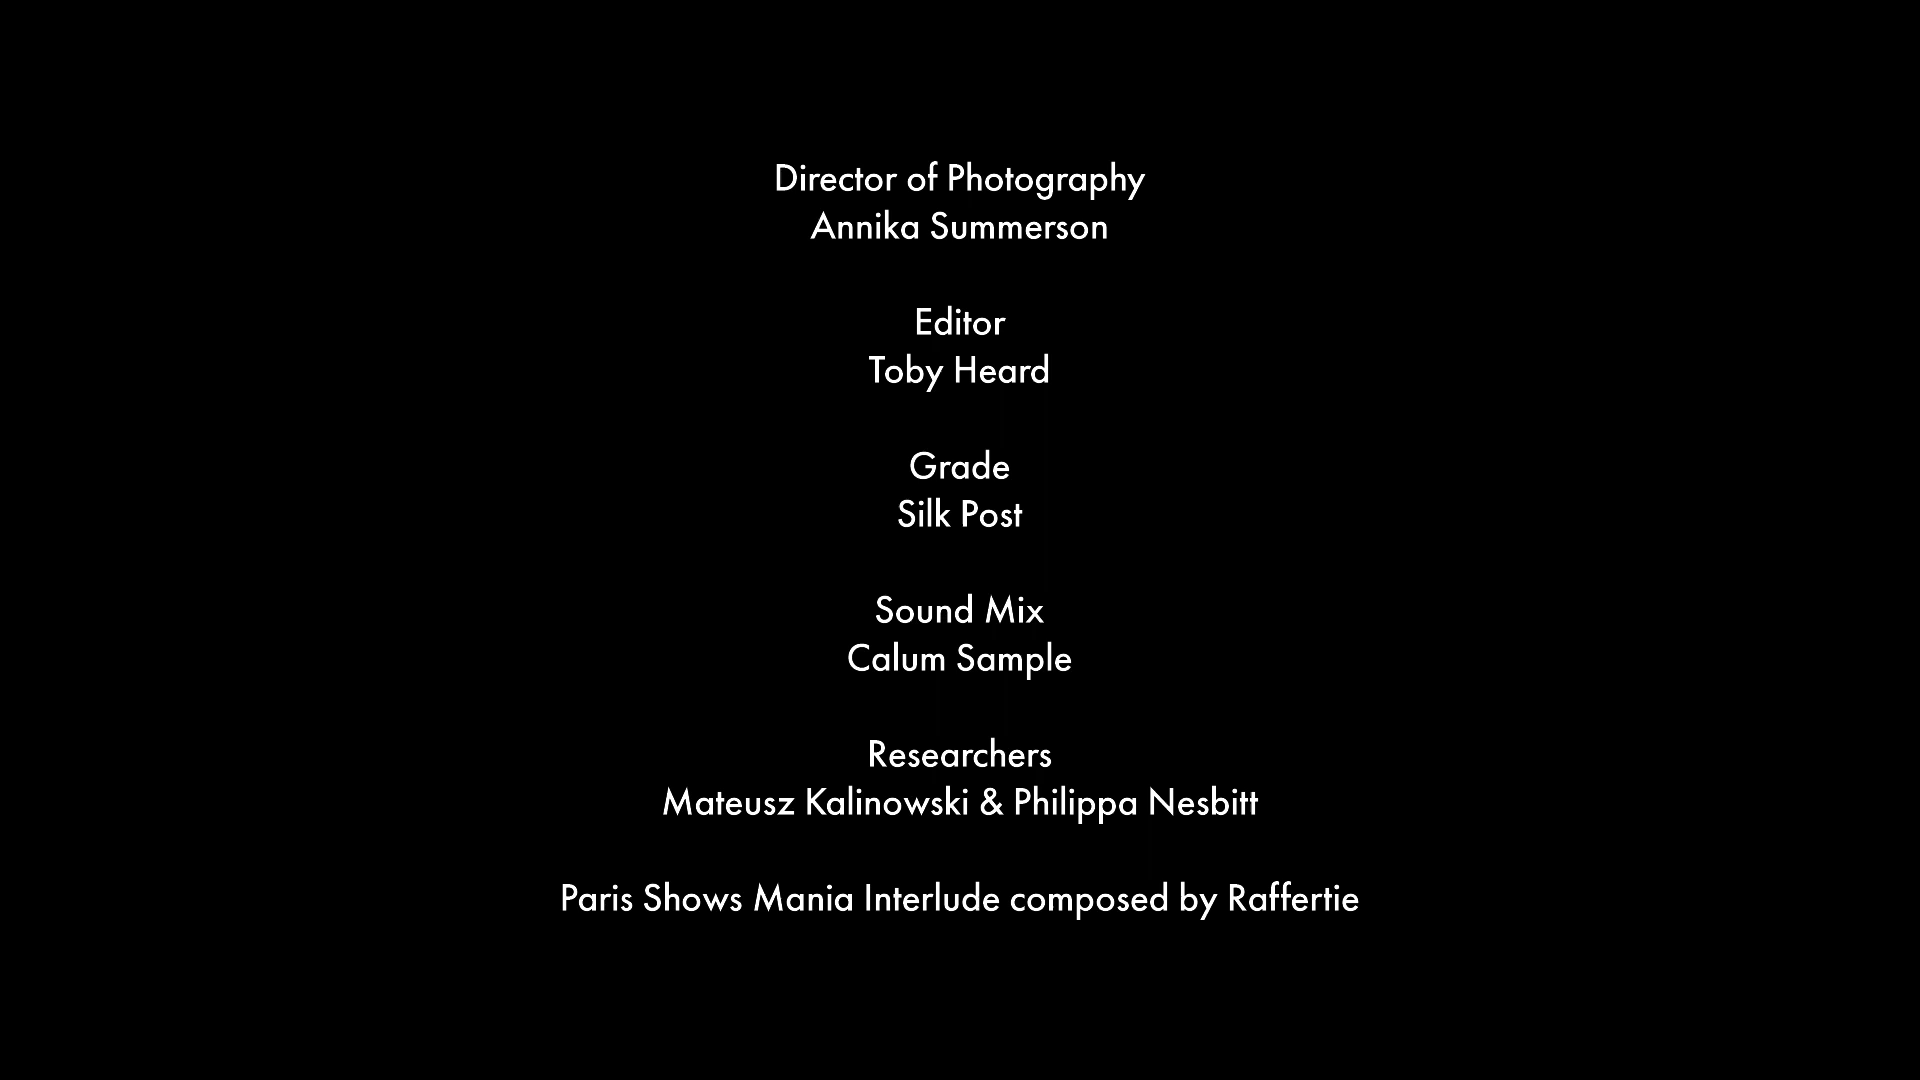 Director of Photography
Annika Summerson
Editor
Toby Heard
Grade
Silk Post
Sound Mix
Calum Sample
Researchers
Mateusz Kalinowski & Philippa Nesbitt
Paris Shows Mania Interlude composed by Raffertie